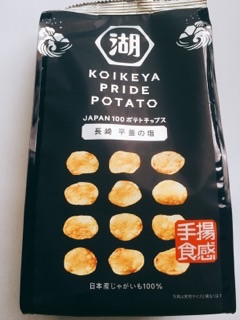 湖
KOIKEYA
PRIDE
POTATO
JAPAN 100 ポテトチップス
長崎 平釜の塩
手揚
食感
日本産じゃがいも100%